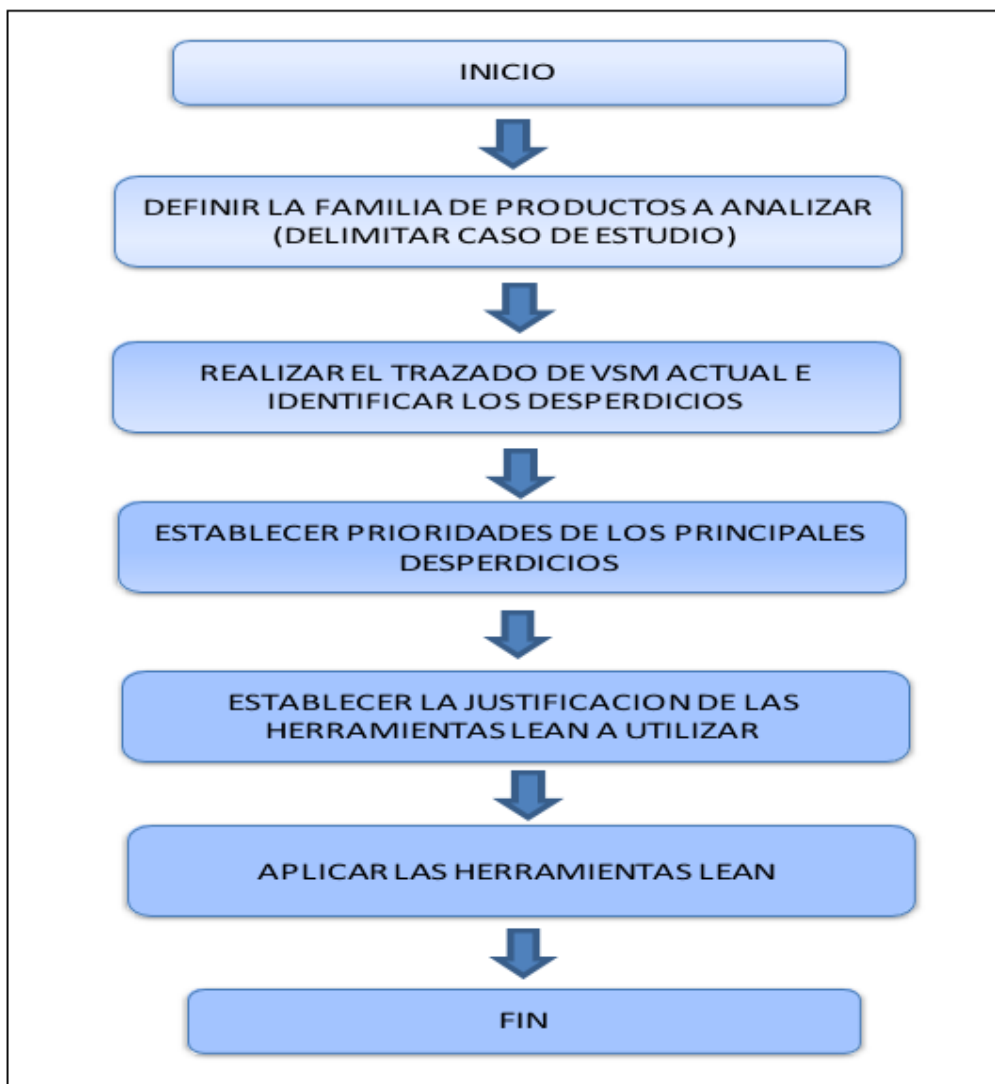 INICIO
DEFINIR LA FAMILIA DE PRODUCTOS A ANALIZAR
(DELIMITAR CASO DE ESTUDIO)
REALIZAR EL TRAZADO DE VSM ACTUAL E
IDENTIFICAR LOS DESPERDICIOS
ESTABLECER PRIORIDADES DE LOS PRINCIPALES
DESPERDICIOS
ESTABLECER LA JUSTIFICACION DE LAS
HERRAMIENTAS LEAN A UTILIZAR
APLICAR LAS HERRAMIENTAS LEAN
FIN